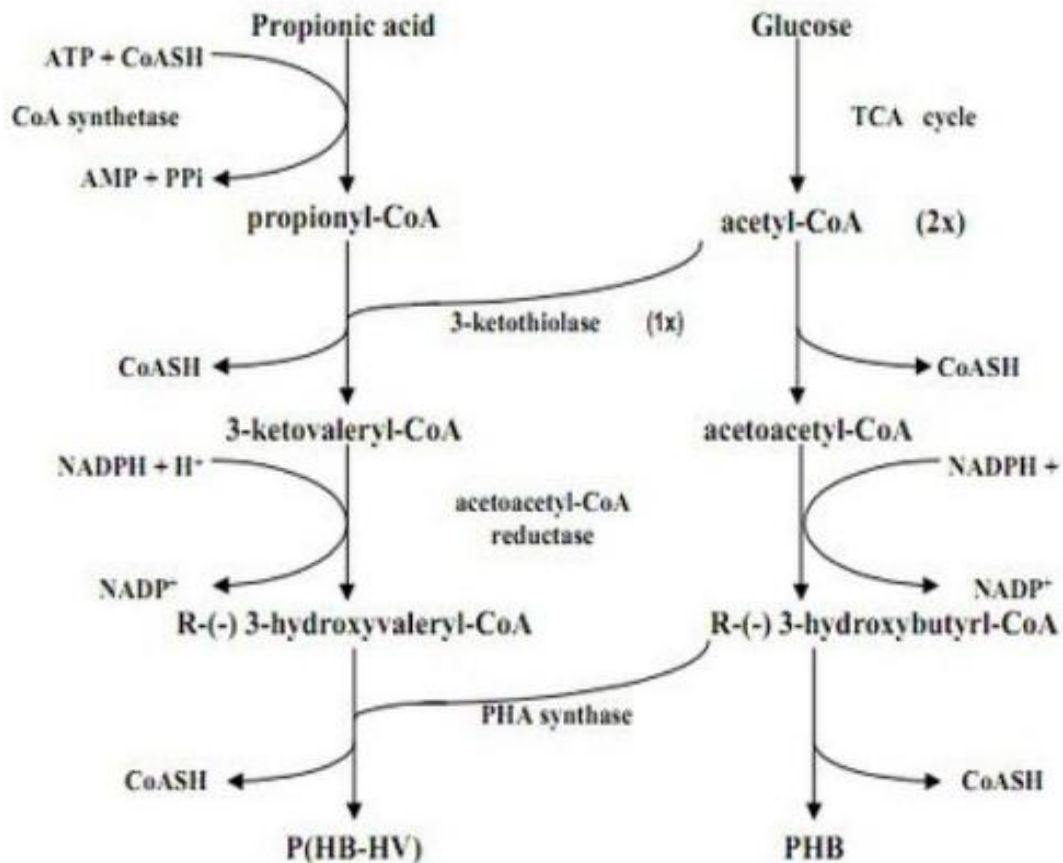 Propionic acid
Glucose
ATP + CoASH
CoA synthetase
TCA cycle
AMP + PPi
propionyl-CoA
acetyl-CoA (2x)
3-ketothiolase (1x)
CoASH
CoASH
3-ketovaleryl-CoA
acetoacetyl-CoA
NADPH + H⁺
NADPH +
acetoacetyl-CoA
reductase
NADP⁺
NADP⁺
R-(-) 3-hydroxyvaleryl-CoA
R-(-) 3-hydroxybutyrl-CoA
PHA synthase
CoASH
CoASH
P(HB-HV)
PHB